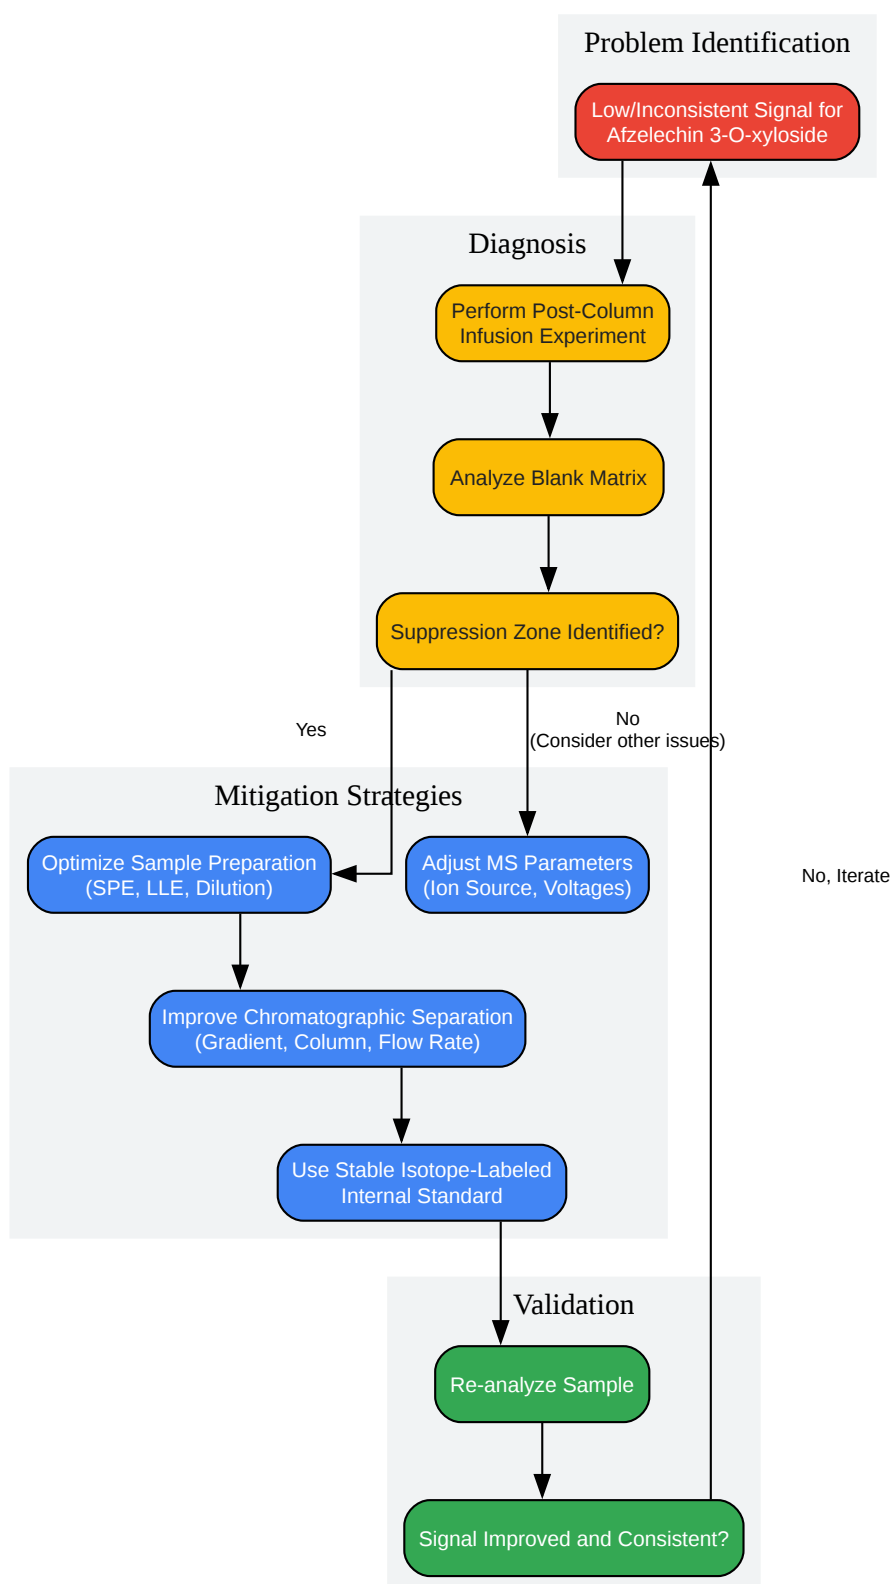 Problem Identification
Low/Inconsistent Signal for
Afzelechin 3-O-xyloside
Diagnosis
Perform Post-Column
Infusion Experiment
Analyze Blank Matrix
Suppression Zone Identified?
Yes
No
(Consider other issues)
Mitigation Strategies
Optimize Sample Preparation
(SPE, LLE, Dilution)
Adjust MS Parameters
(Ion Source, Voltages)
No, Iterate
Improve Chromatographic Separation
(Gradient, Column, Flow Rate)
Use Stable Isotope-Labeled
Internal Standard
Validation
Re-analyze Sample
Signal Improved and Consistent?